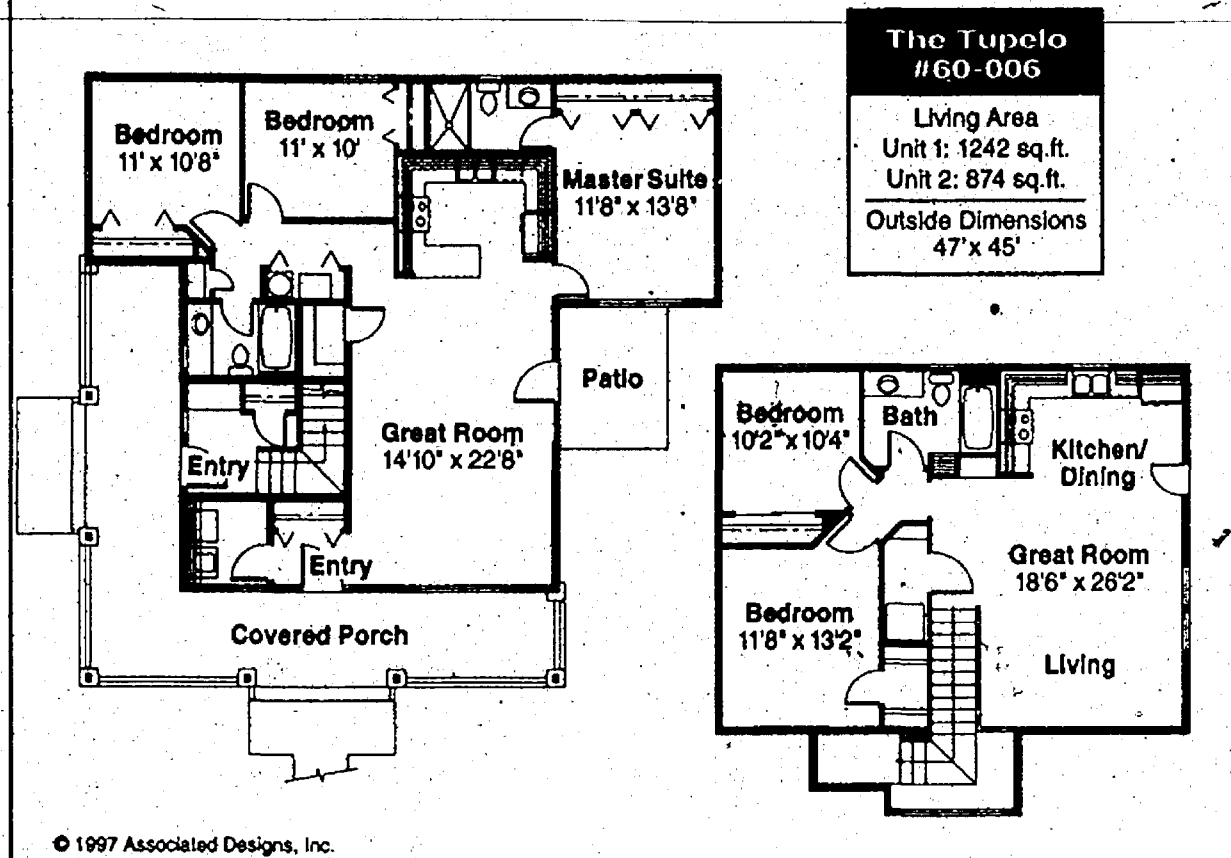 The Tupelo
#60-006
Living Area
Unit 1: 1242 sq.ft.
Unit 2: 874 sq.ft.
Outside Dimensions
47' x 45'
Bedroom
11' x 10'8"
Bedroom
11' x 10'
Master Suite
11'8" x 13'8"
Patio
Great Room
14'10" x 22'8"
Entry
Entry
Covered Porch
Bedroom
10'2" x 10'4"
Bath
Kitchen/
Dining
Great Room
18'6" x 26'2"
Bedroom
11'8" x 13'2"
Living
© 1997 Associated Designs, Inc.